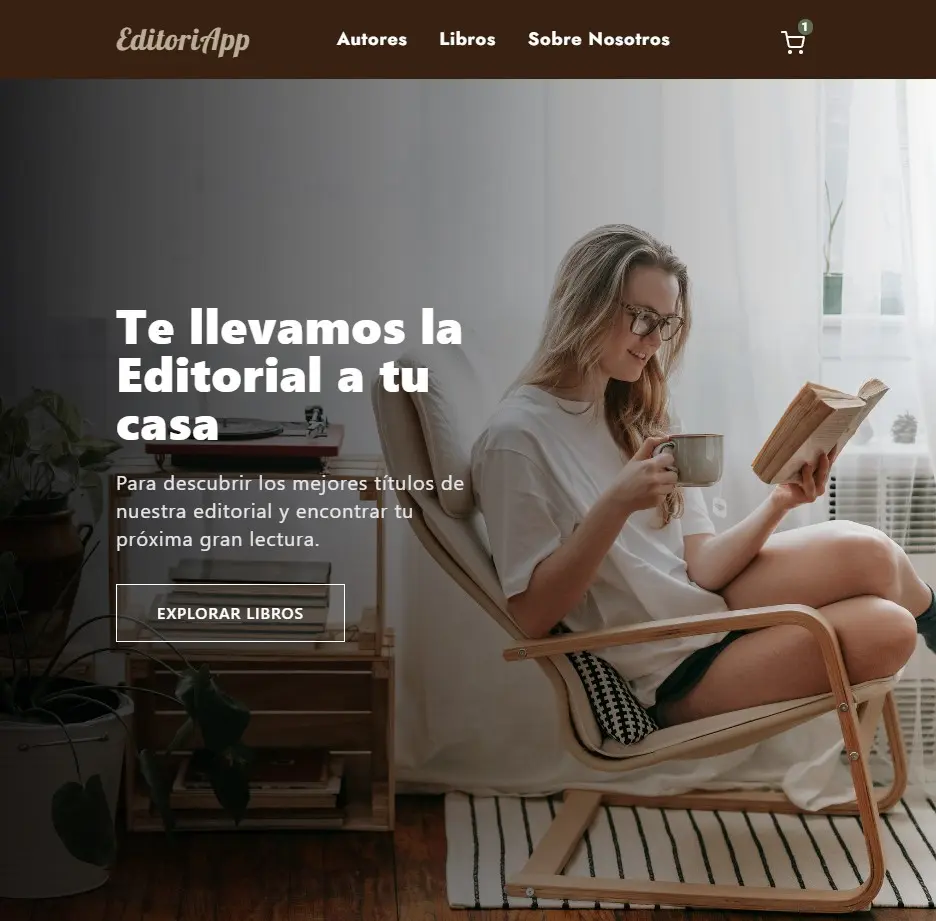 EditoriApp
Autores Libros Sobre Nosotros
1
Te llevamos la
Editorial a tu
casa
Para descubrir los mejores títulos de
nuestra editorial y encontrar tu
próxima gran lectura.
EXPLORAR LIBROS